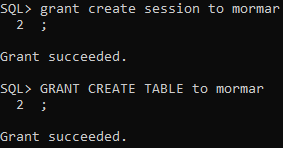 SQL> grant create session to mormar
  2  ;
Grant succeeded.
SQL> GRANT CREATE TABLE to mormar
  2  ;
Grant succeeded.